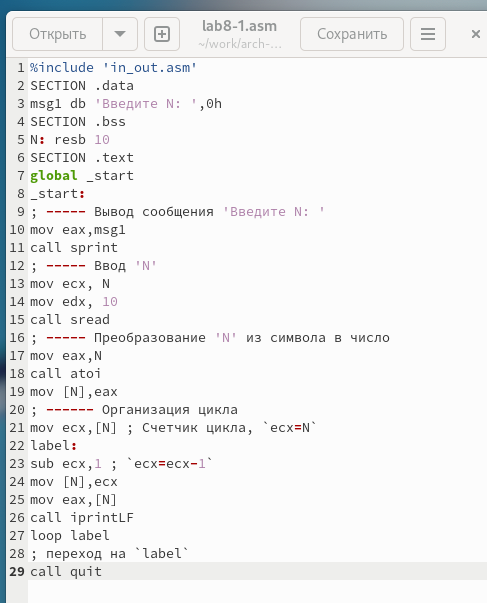 Открыть
lab8-1.asm
~/work/arch-...
Сохранить
1 %include 'in_out.asm'
2 SECTION .data
3 msg1 db 'Введите N: ',0h
4 SECTION .bss
5 N: resb 10
6 SECTION .text
7 global _start
8 _start:
9 ; ----- Вывод сообщения 'Введите N: '
10 mov eax,msg1
11 call sprint
12 ; ----- Ввод 'N'
13 mov ecx, N
14 mov edx, 10
15 call sread
16 ; ----- Преобразование 'N' из символа в число
17 mov eax,N
18 call atoi
19 mov [N],eax
20 ; ------ Организация цикла
21 mov ecx,[N] ; Счетчик цикла, `ecx=N`
22 label:
23 sub ecx,1 ; `ecx=ecx-1`
24 mov [N],ecx
25 mov eax,[N]
26 call iprintLF
27 loop label
28 ; переход на `label`
29 call quit